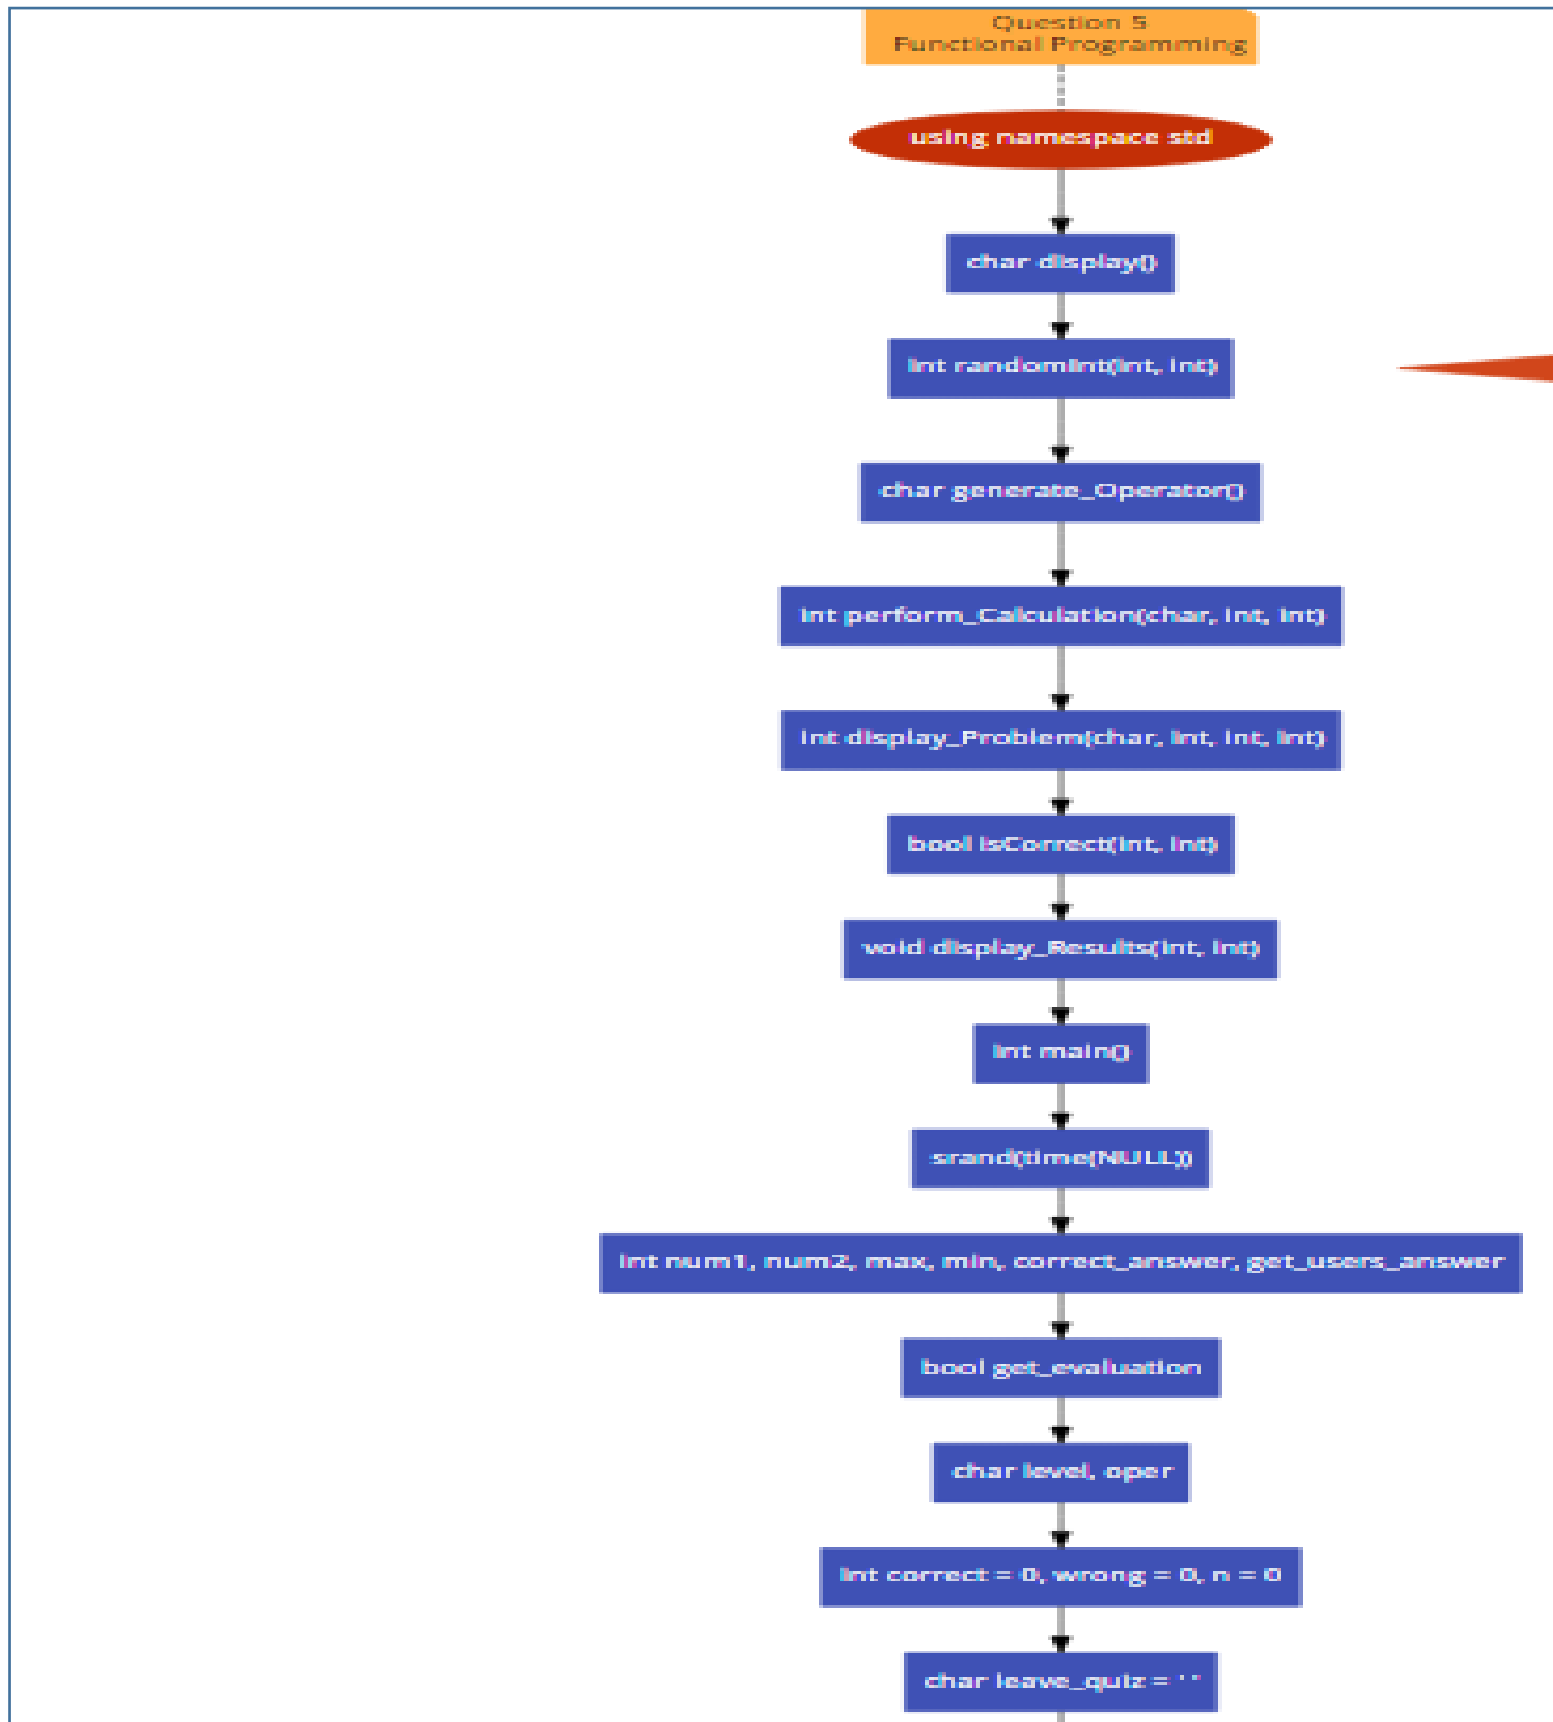 Question 5
Functional Programming
using namespace std
char display()
int randomInt(int, int)
char generate_Operator()
int perform_Calculation(char, int, int)
int display_Problem(char, int, int, int)
bool isCorrect(int, int)
void display_Results(int, int)
int main()
srand(time(NULL))
int num1, num2, max, min, correct_answer, get_users_answer
bool get_evaluation
char level, oper
int correct = 0, wrong = 0, n = 0
char leave_quiz = ' '